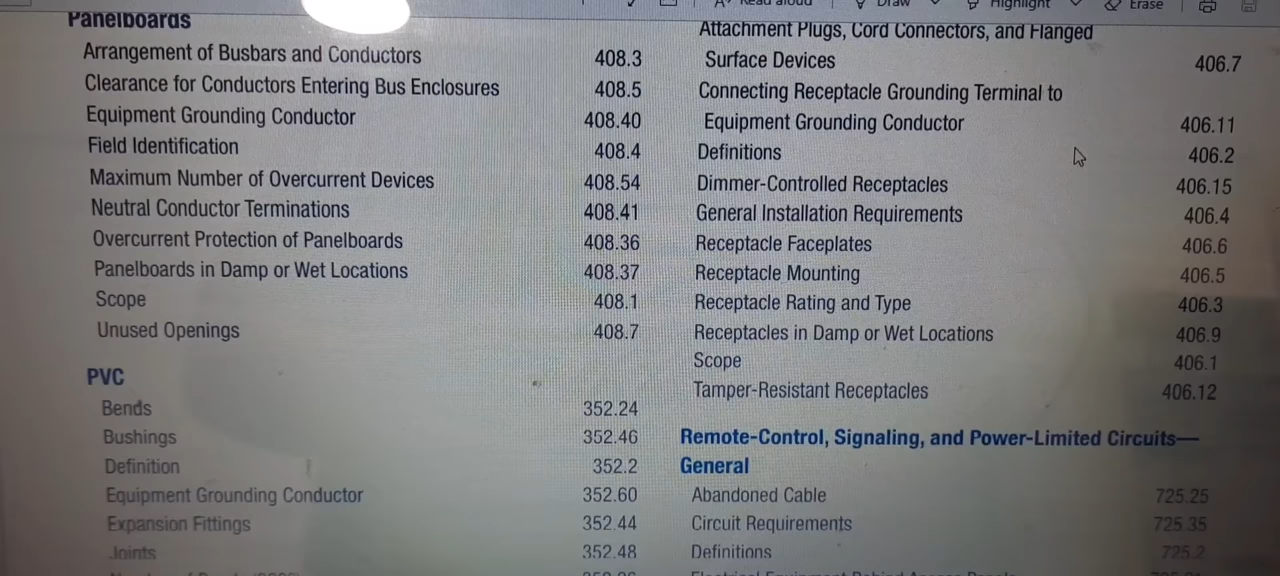 Read aloud
Draw
Highlight
Erase
Panelboards
Arrangement of Busbars and Conductors 408.3
Clearance for Conductors Entering Bus Enclosures 408.5
Equipment Grounding Conductor 408.40
Field Identification 408.4
Maximum Number of Overcurrent Devices 408.54
Neutral Conductor Terminations 408.41
Overcurrent Protection of Panelboards 408.36
Panelboards in Damp or Wet Locations 408.37
Scope 408.1
Unused Openings 408.7
PVC
Bends 352.24
Bushings 352.46
Definition 352.2
Equipment Grounding Conductor 352.60
Expansion Fittings 352.44
Joints 352.48
Attachment Plugs, Cord Connectors, and Flanged
Surface Devices 406.7
Connecting Receptacle Grounding Terminal to
Equipment Grounding Conductor 406.11
Definitions 406.2
Dimmer-Controlled Receptacles 406.15
General Installation Requirements 406.4
Receptacle Faceplates 406.6
Receptacle Mounting 406.5
Receptacle Rating and Type 406.3
Receptacles in Damp or Wet Locations 406.9
Scope 406.1
Tamper-Resistant Receptacles 406.12
Remote-Control, Signaling, and Power-Limited Circuits—
General
Abandoned Cable 725.25
Circuit Requirements 725.35
Definitions 725.2